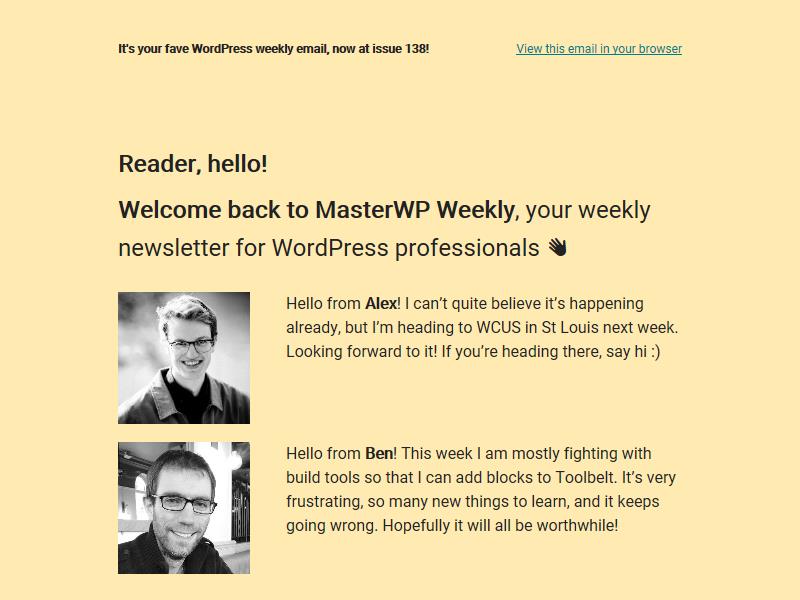 It's your fave WordPress weekly email, now at issue 138!
View this email in your browser
Reader, hello!
Welcome back to MasterWP Weekly, your weekly
newsletter for WordPress professionals 👋
Hello from Alex! I can’t quite believe it’s happening
already, but I’m heading to WCUS in St Louis next week.
Looking forward to it! If you’re heading there, say hi :)
Hello from Ben! This week I am mostly fighting with
build tools so that I can add blocks to Toolbelt. It’s very
frustrating, so many new things to learn, and it keeps
going wrong. Hopefully it will all be worthwhile!